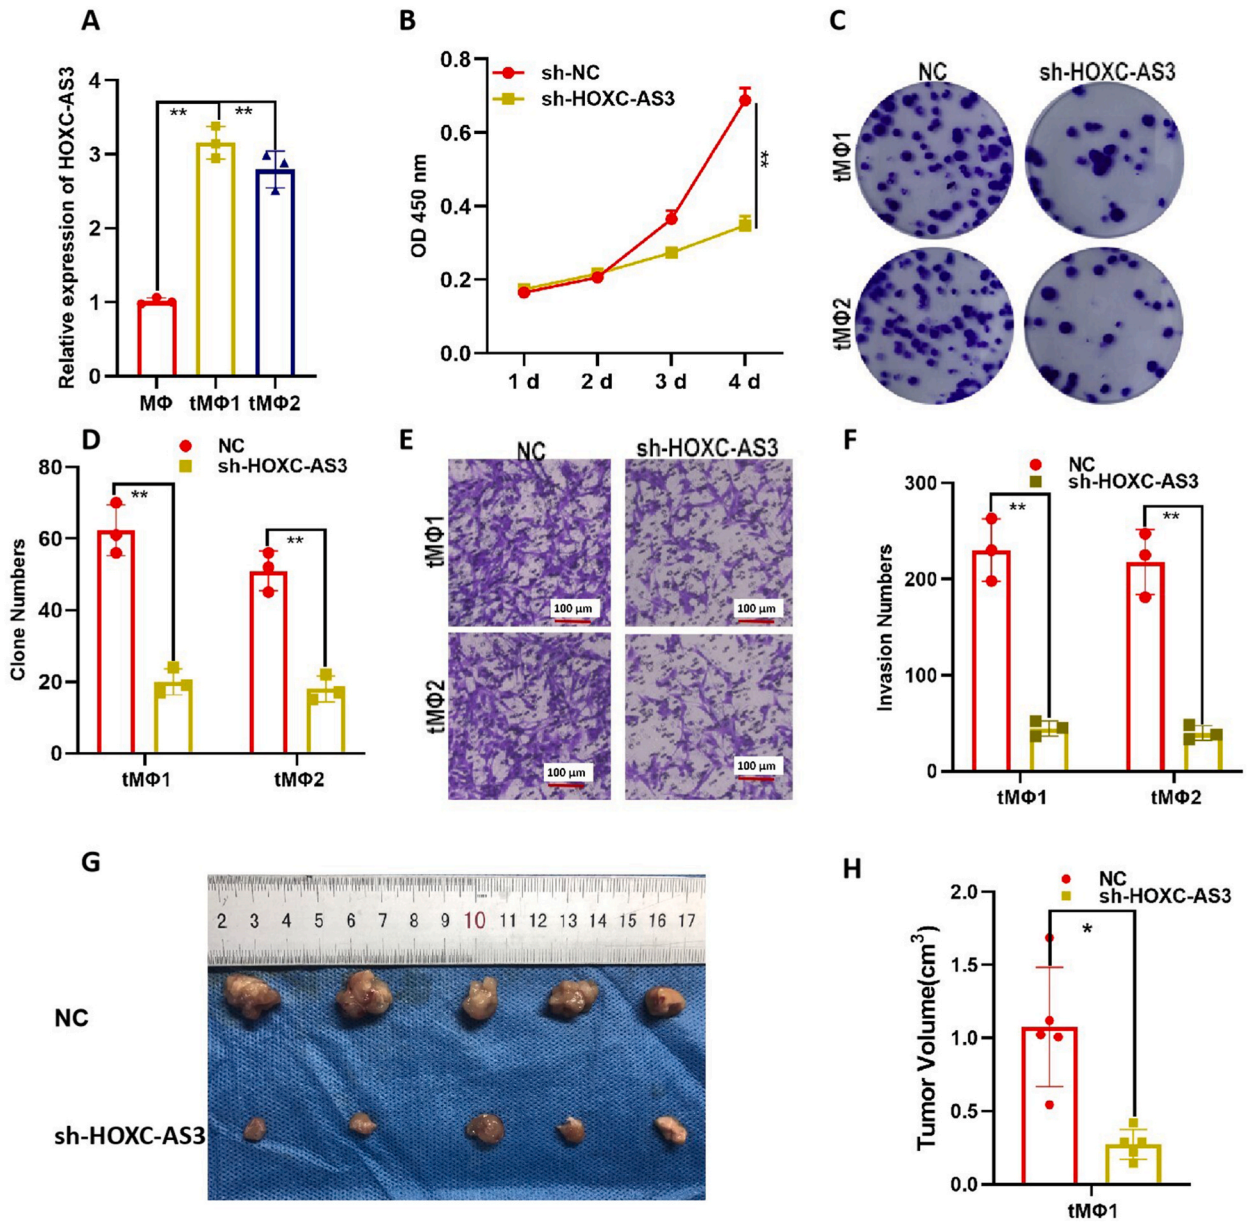 A
Relative expression of HOXC-AS3
4
3
2
1
0
**
**
MΦ tMΦ1 tMΦ2
B
sh-NC
sh-HOXC-AS3
OD 450 nm
0.8
0.6
0.4
0.2
0.0
**
1 d 2 d 3 d 4 d
C
NC sh-HOXC-AS3
tMΦ1
tMΦ2
D
NC
sh-HOXC-AS3
Clone Numbers
80
60
40
20
0
**
**
tMΦ1 tMΦ2
E
NC sh-HOXC-AS3
tMΦ1
100 µm 100 µm
tMΦ2
100 µm 100 µm
F
NC
sh-HOXC-AS3
Invasion Numbers
300
200
100
0
**
**
tMΦ1 tMΦ2
G
2 3 4 5 6 7 8 9 10 11 12 13 14 15 16 17
NC
sh-HOXC-AS3
H
NC
sh-HOXC-AS3
Tumor Volume(cm³)
2.0
1.5
1.0
0.5
0.0
*
tMΦ1